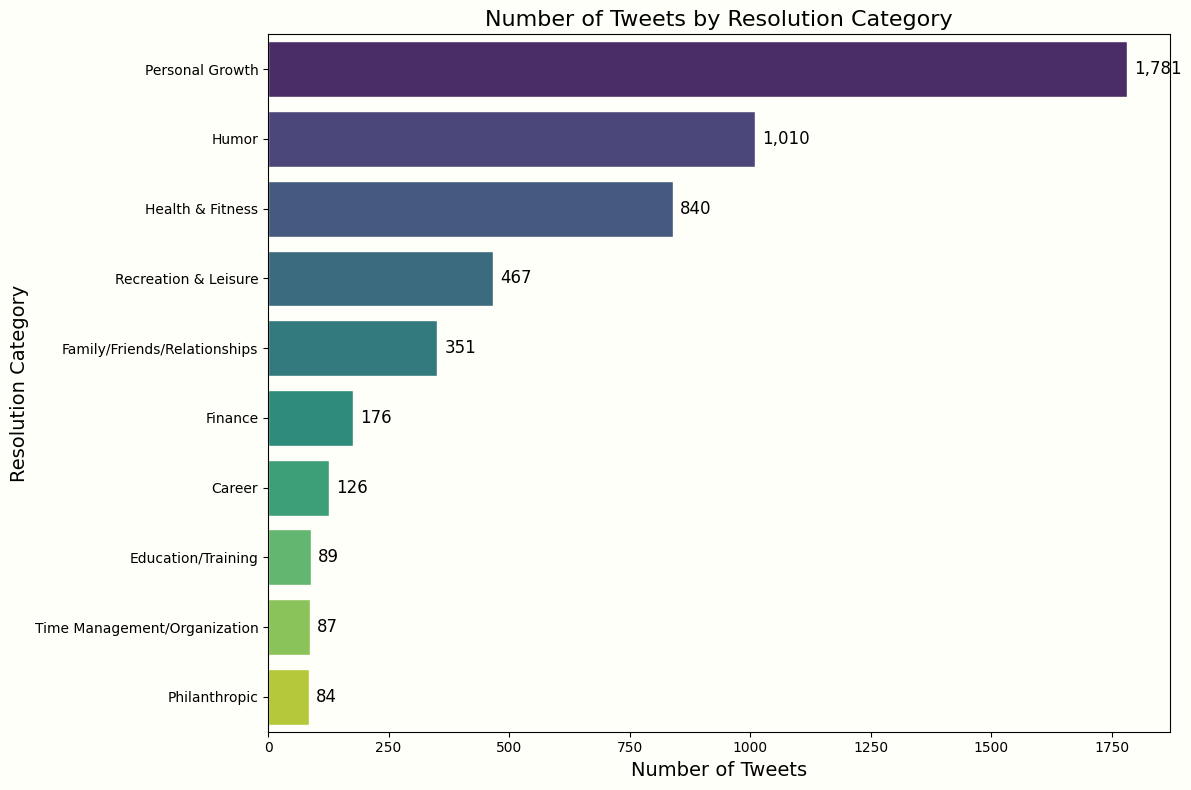 Number of Tweets by Resolution Category
Personal Growth 1,781
Humor 1,010
Health & Fitness 840
Recreation & Leisure 467
Family/Friends/Relationships 351
Finance 176
Career 126
Education/Training 89
Time Management/Organization 87
Philanthropic 84
Resolution Category
0 250 500 750 1000 1250 1500 1750
Number of Tweets